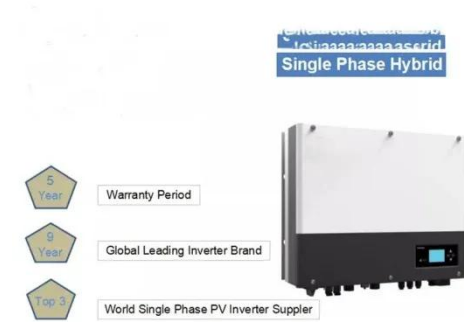 Single Phase Hybrid
5
Year
Warranty Period
9
Year
Global Leading Inverter Brand
Top 3
World Single Phase PV Inverter Suppler